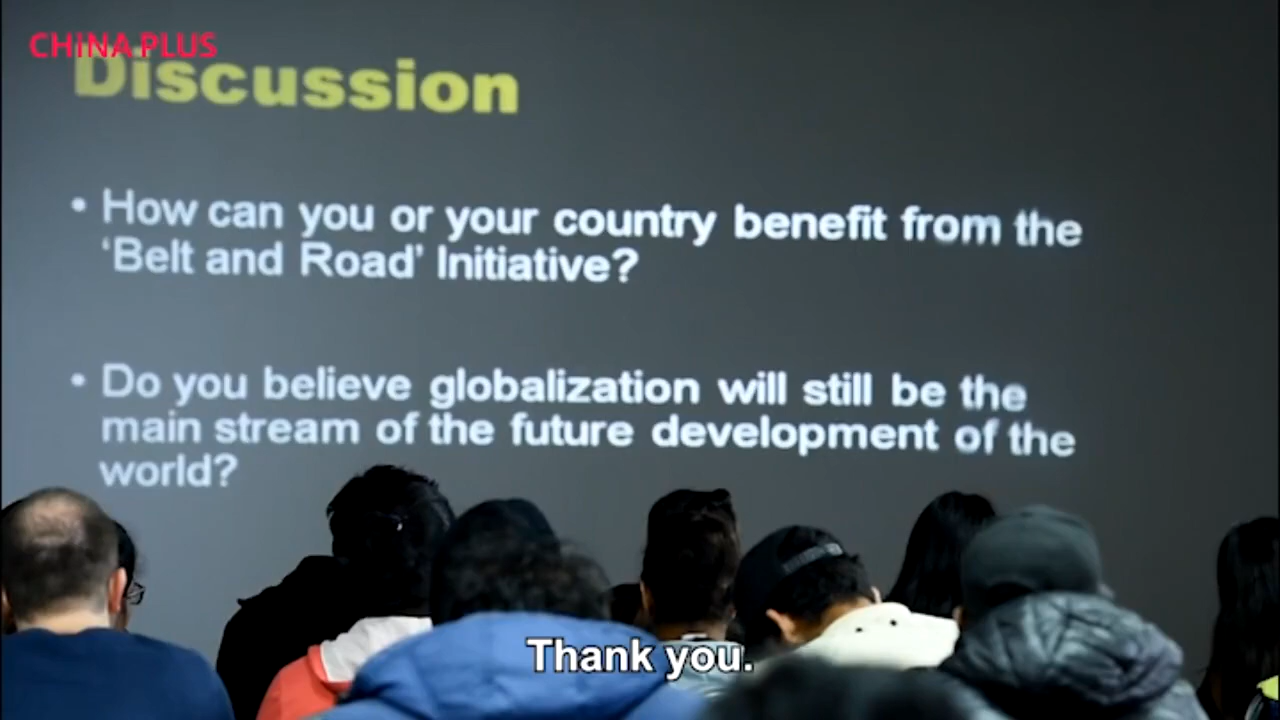 CHINA PLUS
Discussion
• How can you or your country benefit from the
‘Belt and Road’ Initiative?
• Do you believe globalization will still be the
main stream of the future development of the
world?
Thank you.